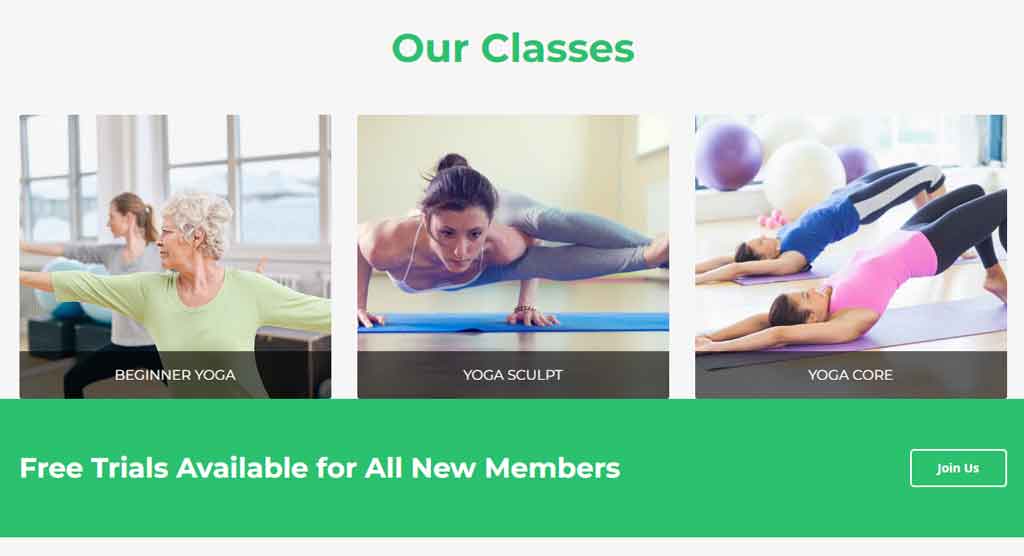 Our Classes
BEGINNER YOGA
YOGA SCULPT
YOGA CORE
Free Trials Available for All New Members
Join Us